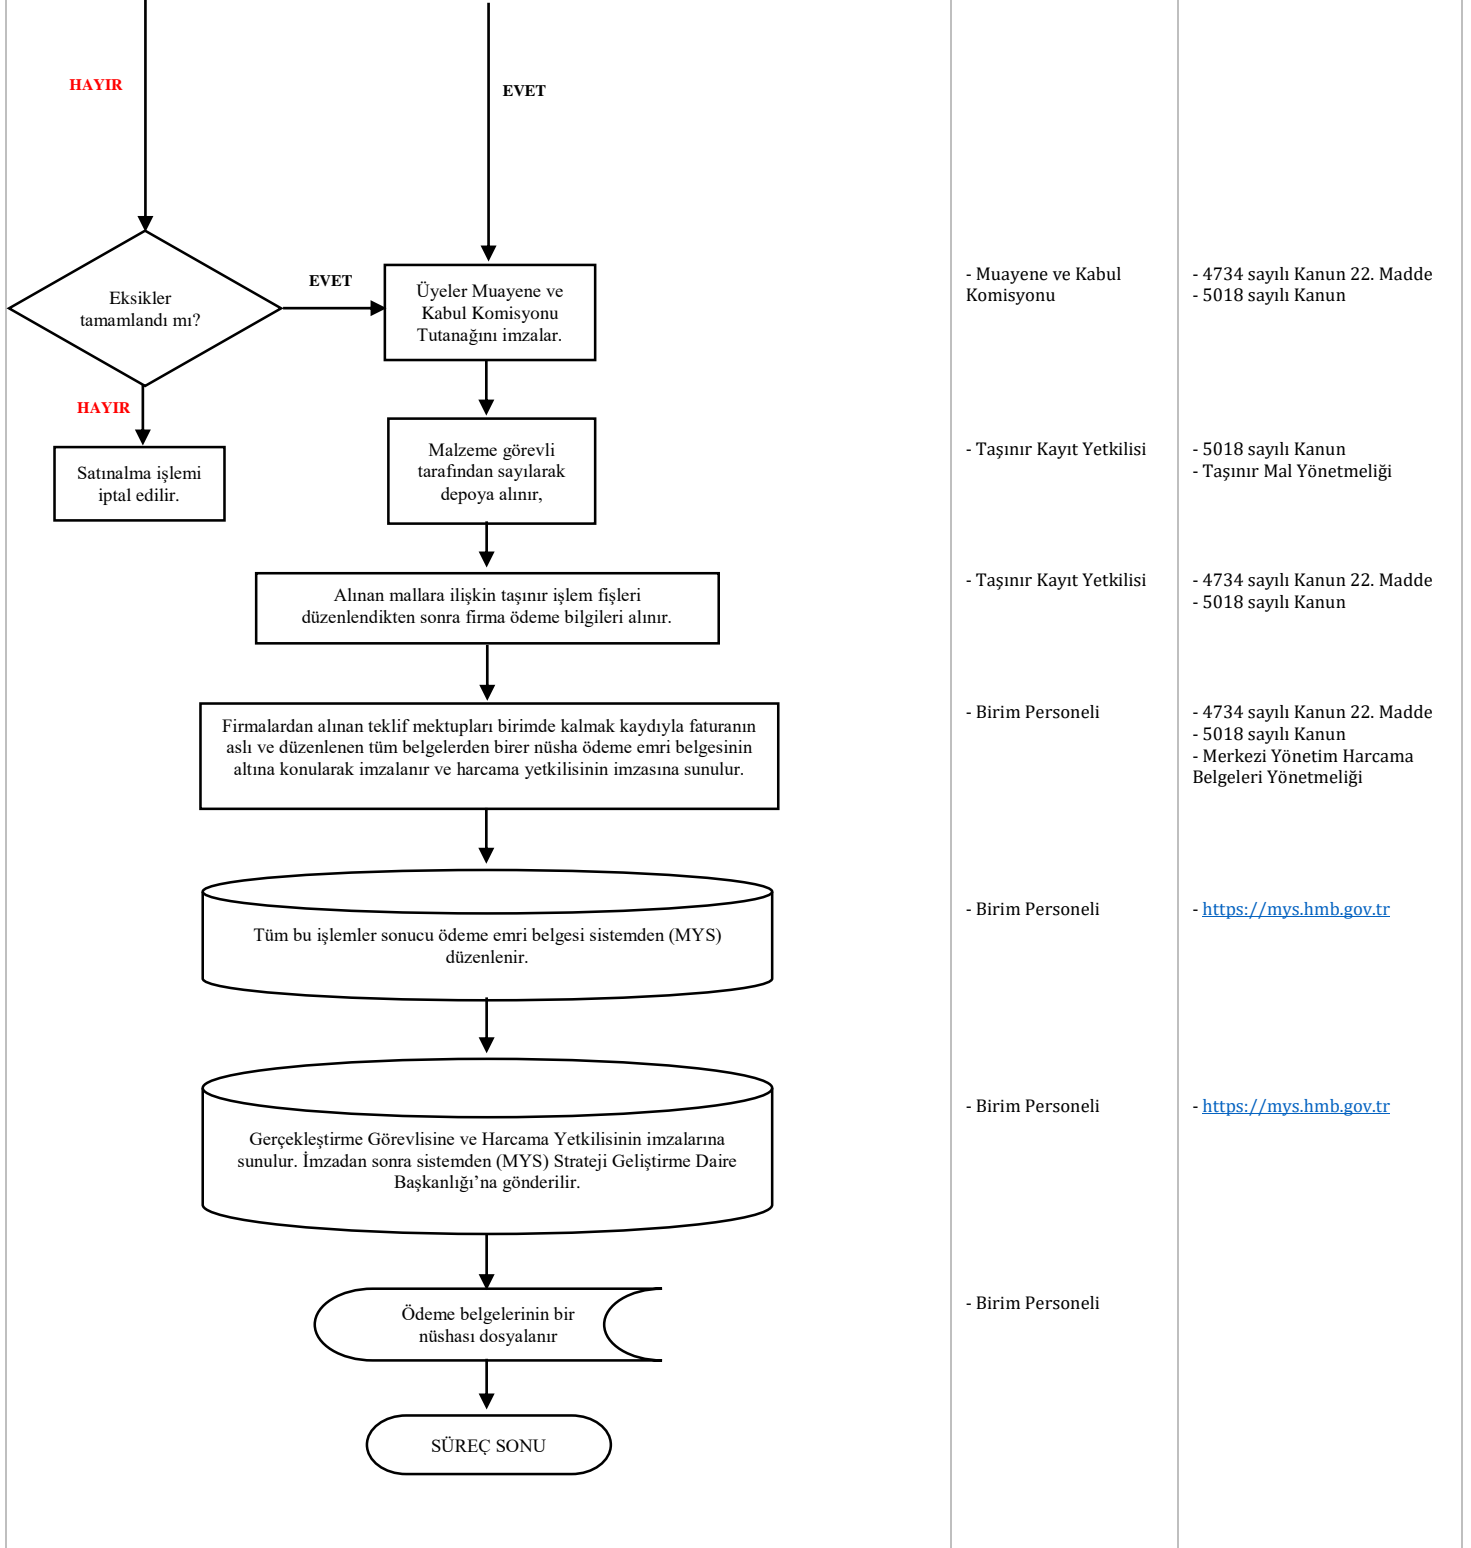 HAYIR
EVET
Eksikler
tamamlandı mı?
EVET
Üyeler Muayene ve
Kabul Komisyonu
Tutanağını imzalar.
- Muayene ve Kabul
Komisyonu
- 4734 sayılı Kanun 22. Madde
- 5018 sayılı Kanun
HAYIR
Satınalma işlemi
iptal edilir.
Malzeme görevli
tarafından sayılarak
depoya alınır,
- Taşınır Kayıt Yetkilisi
- 5018 sayılı Kanun
- Taşınır Mal Yönetmeliği
Alınan mallara ilişkin taşınır işlem fişleri
düzenlendikten sonra firma ödeme bilgileri alınır.
- Taşınır Kayıt Yetkilisi
- 4734 sayılı Kanun 22. Madde
- 5018 sayılı Kanun
Firmalardan alınan teklif mektupları birimde kalmak kaydıyla faturanın
aslı ve düzenlenen tüm belgelerden birer nüsha ödeme emri belgesinin
altına konularak imzalanır ve harcama yetkilisinin imzasına sunulur.
- Birim Personeli
- 4734 sayılı Kanun 22. Madde
- 5018 sayılı Kanun
- Merkezi Yönetim Harcama
Belgeleri Yönetmeliği
Tüm bu işlemler sonucu ödeme emri belgesi sistemden (MYS)
düzenlenir.
- Birim Personeli
- https://mys.hmb.gov.tr
Gerçekleştirme Görevlisine ve Harcama Yetkilisinin imzalarına
sunulur. İmzadan sonra sistemden (MYS) Strateji Geliştirme Daire
Başkanlığı’na gönderilir.
- Birim Personeli
- https://mys.hmb.gov.tr
Ödeme belgelerinin bir
nüshası dosyalanır
- Birim Personeli
SÜREÇ SONU